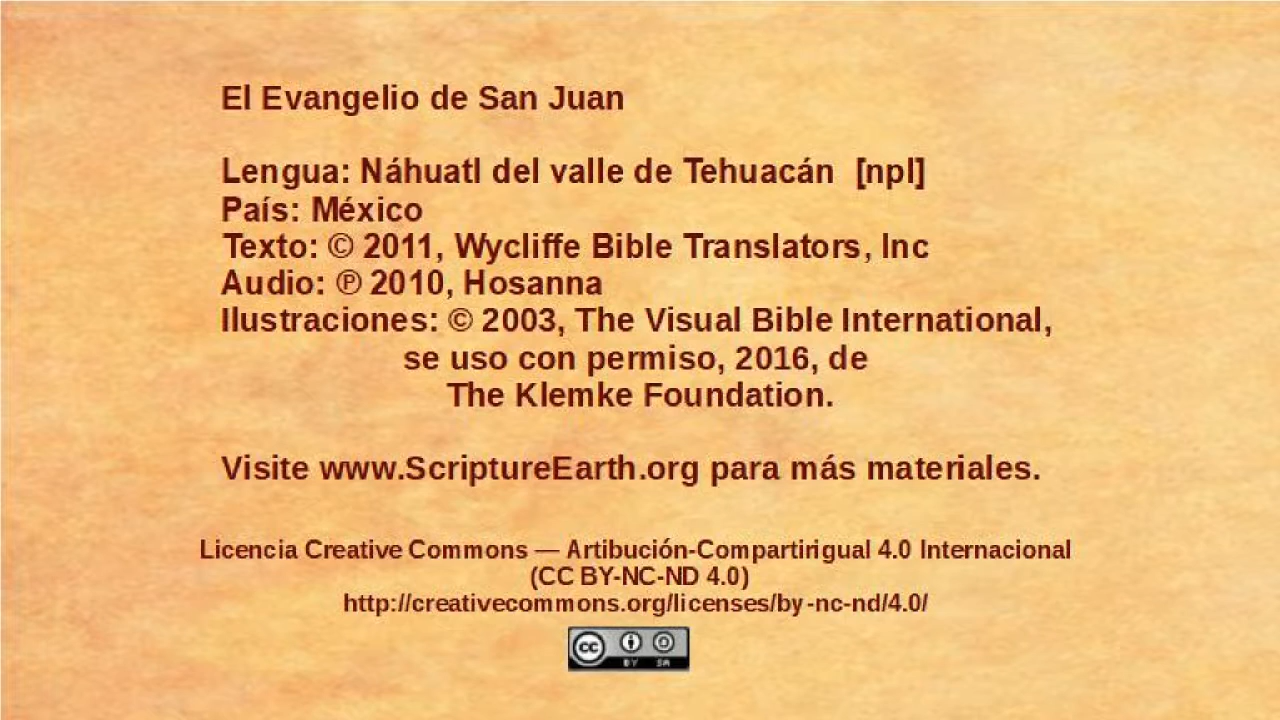 El Evangelio de San Juan
Lengua: Náhuatl del valle de Tehuacán [npl]
País: México
Texto: © 2011, Wycliffe Bible Translators, Inc
Audio: ℗ 2010, Hosanna
Ilustraciones: © 2003, The Visual Bible International,
se uso con permiso, 2016, de
The Klemke Foundation.
Visite www.ScriptureEarth.org para más materiales.
Licencia Creative Commons — Artibución-Compartirigual 4.0 Internacional
(CC BY-NC-ND 4.0)
http://creativecommons.org/licenses/by-nc-nd/4.0/
cc BY SA